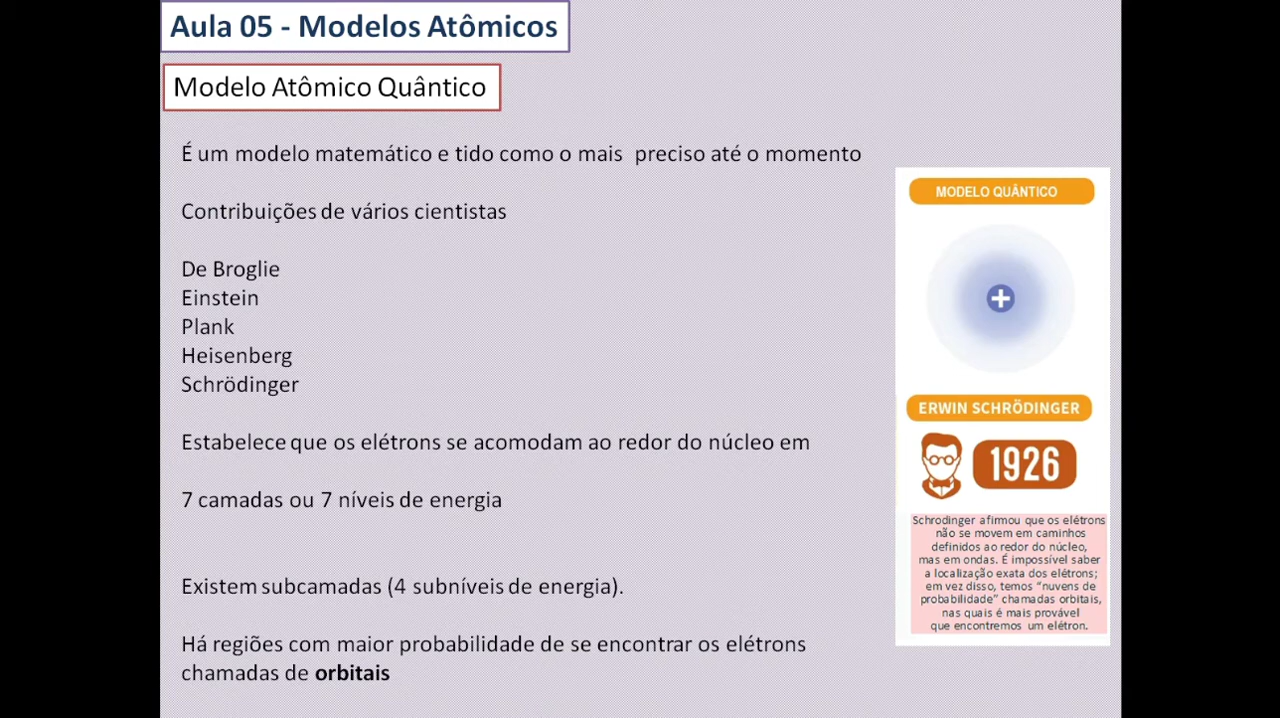 Aula 05 - Modelos Atômicos
Modelo Atômico Quântico
É um modelo matemático e tido como o mais preciso até o momento
Contribuições de vários cientistas
De Broglie
Einstein
Plank
Heisenberg
Schrödinger
Estabelece que os elétrons se acomodam ao redor do núcleo em
7 camadas ou 7 níveis de energia
Existem subcamadas (4 subníveis de energia).
Há regiões com maior probabilidade de se encontrar os elétrons
chamadas de orbitais
MODELO QUÂNTICO
+
ERWIN SCHRÖDINGER
1926
Schrodinger afirmou que os elétrons
não se movem em caminhos
definidos ao redor do núcleo,
mas em ondas. É impossível saber
a localização exata dos elétrons;
em vez disso, temos “nuvens de
probabilidade” chamadas orbitais,
nas quais é mais provável
que encontremos um elétron.